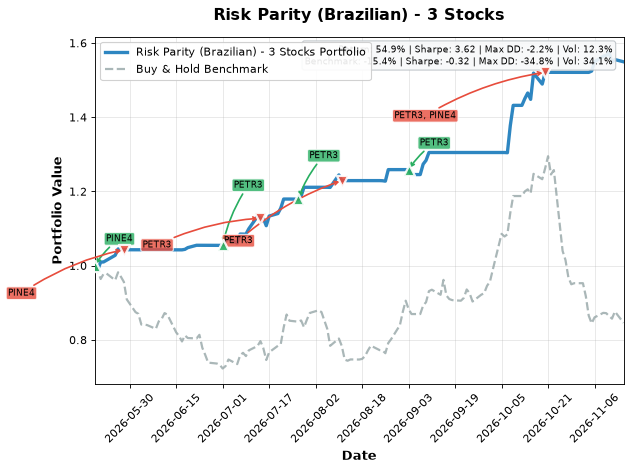 Risk Parity (Brazilian) - 3 Stocks
Risk Parity (Brazilian) - 3 Stocks Portfolio
Buy & Hold Benchmark
54.9% | Sharpe: 3.62 | Max DD: -2.2% | Vol: 12.3%
Benchmark: 5.4% | Sharpe: -0.32 | Max DD: -34.8% | Vol: 34.1%
Portfolio Value
1.6
1.4
1.2
1.0
0.8
PETR3, PINE4
PETR3
PETR3
PETR3
PINE4
PETR3
PETR3
PINE4
2026-05-30
2026-06-15
2026-07-01
2026-07-17
2026-08-02
2026-08-18
2026-09-03
2026-09-19
2026-10-05
2026-10-21
2026-11-06
Date